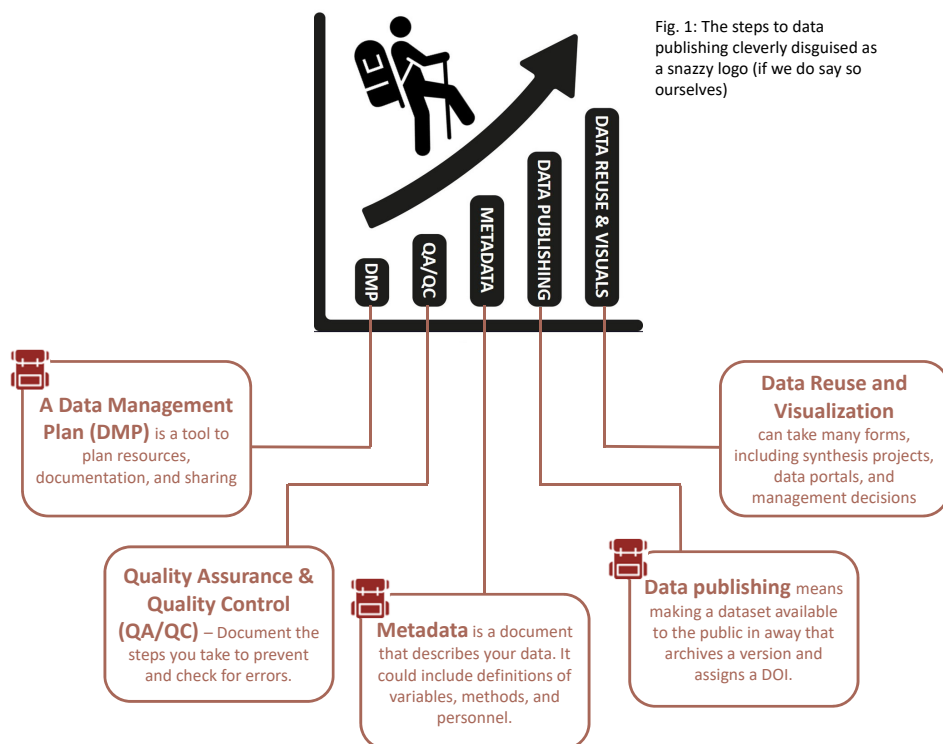 Fig. 1: The steps to data
publishing cleverly disguised as
a snazzy logo (if we do say so
ourselves)
DMP
QA/QC
METADATA
DATA PUBLISHING
DATA REUSE & VISUALS
A Data Management
Plan (DMP) is a tool to
plan resources,
documentation, and sharing
Data Reuse and
Visualization
can take many forms,
including synthesis projects,
data portals, and
management decisions
Quality Assurance &
Quality Control
(QA/QC) – Document the
steps you take to prevent
and check for errors.
Metadata is a document
that describes your data. It
could include definitions of
variables, methods, and
personnel.
Data publishing means
making a dataset available
to the public in away that
archives a version and
assigns a DOI.